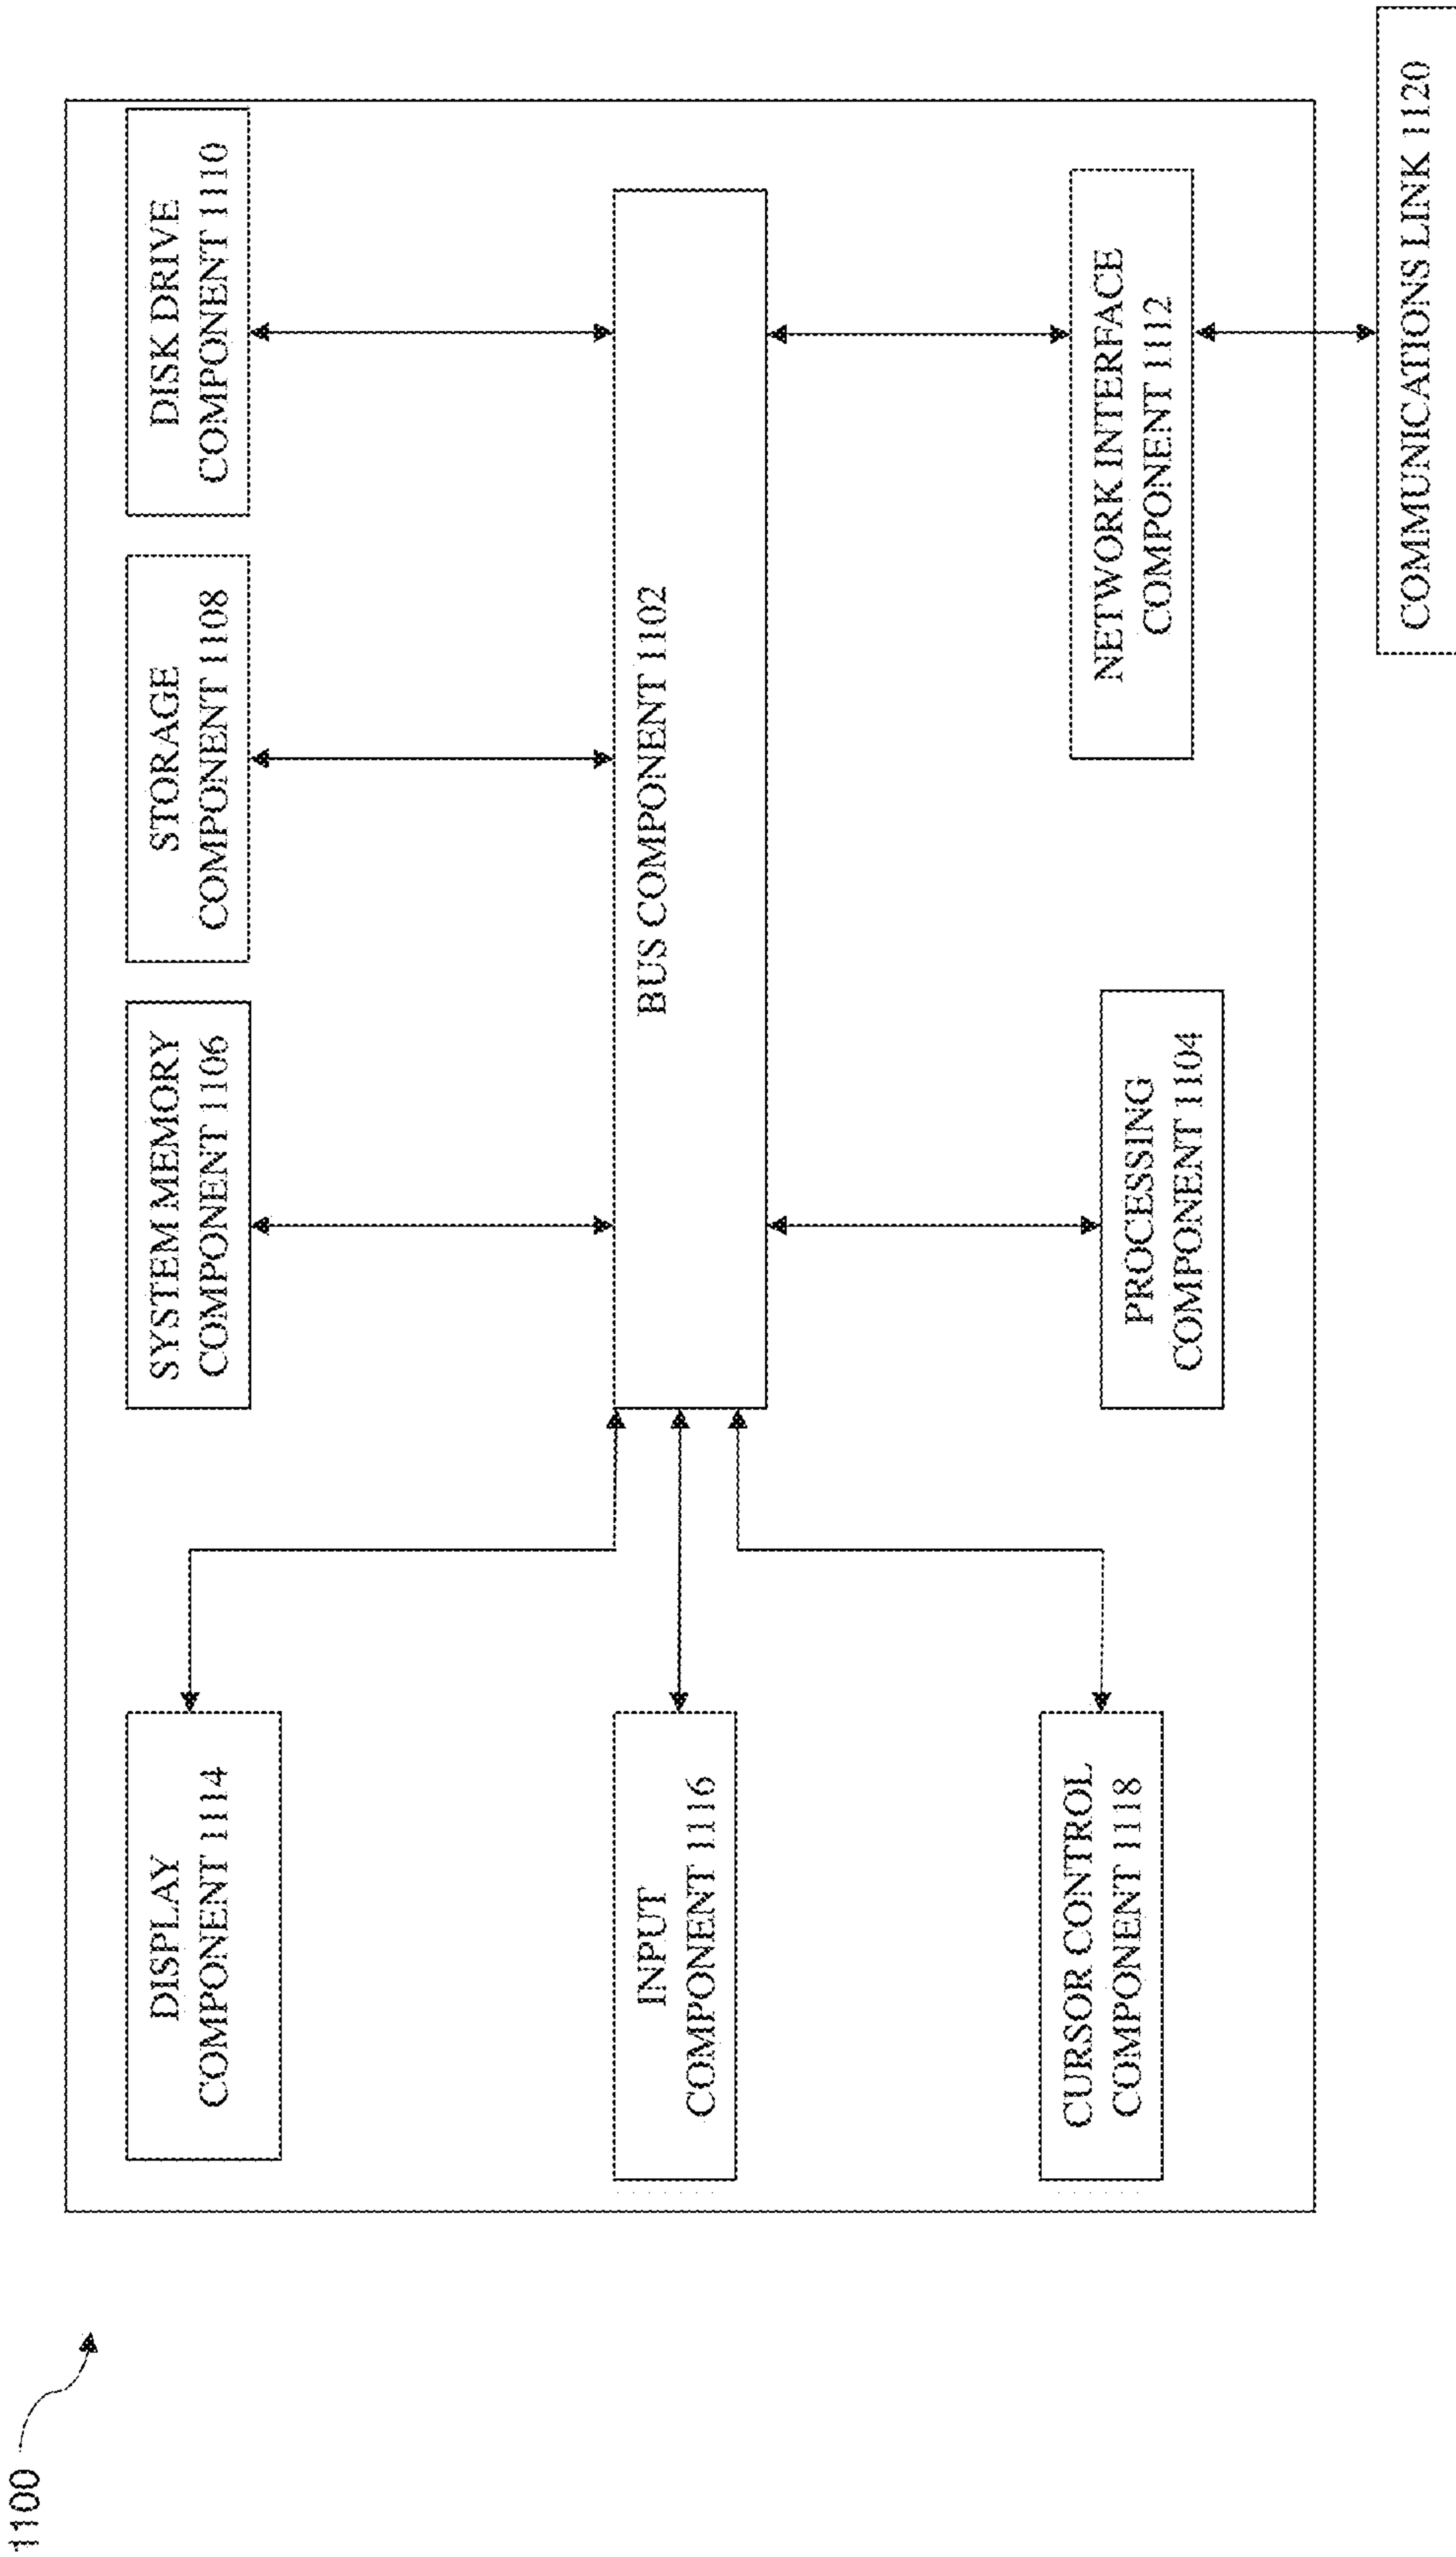 1100
DISPLAY
COMPONENT 1114
SYSTEM MEMORY
COMPONENT 1106
STORAGE
COMPONENT 1108
DISK DRIVE
COMPONENT 1110
INPUT
COMPONENT 1116
BUS COMPONENT 1102
CURSOR CONTROL
COMPONENT 1118
PROCESSING
COMPONENT 1104
NETWORK INTERFACE
COMPONENT 1112
COMMUNICATIONS LINK 1120